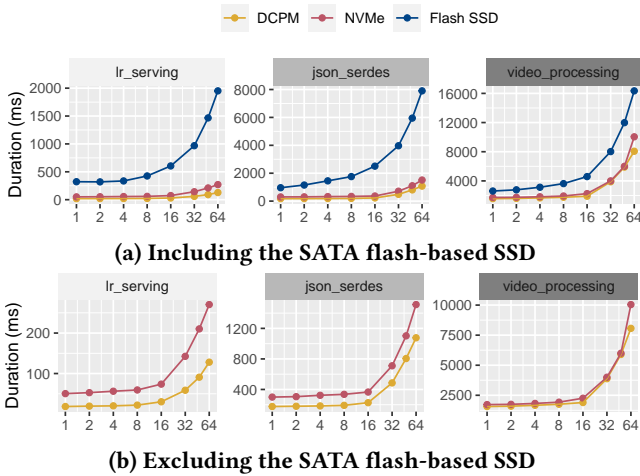 DCPM NVMe Flash SSD
lr_serving json_serdes video_processing
Duration (ms)
2000
1500
1000
500
0
8000
6000
4000
2000
0
16000
12000
8000
4000
1 2 4 8 16 32 64 1 2 4 8 16 32 64 1 2 4 8 16 32 64
(a) Including the SATA flash-based SSD
lr_serving json_serdes video_processing
Duration (ms)
200
100
1200
800
400
10000
7500
5000
2500
1 2 4 8 16 32 64 1 2 4 8 16 32 64 1 2 4 8 16 32 64
(b) Excluding the SATA flash-based SSD